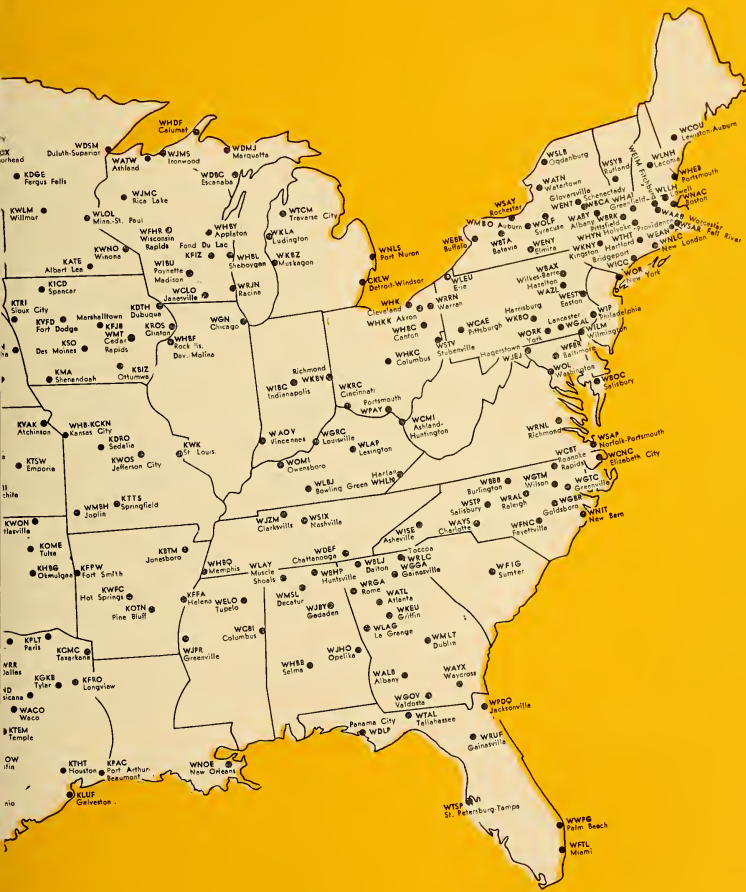 WHDF
Calumet
WDSM
Duluth-Superior
WATW
Ashland
WJMS
Ironwood
WDMJ
Marquette
WDBC
Escanaba
KDGE
Fergus Falls
WJMC
Rice Lake
KWLM
Willmar
WLOL
Minn.-St. Paul
WTCM
Traverse City
WFHR
Wisconsin
Rapids
WHBY
Appleton
Fond Du Lac
KFIZ
WKLA
Ludington
KWNO
Winona
WHBL
Sheboygan
WKBZ
Muskagon
KATE
Albert Lea
WIBU
Poynette
Madison
WNLS
Port Nuron
CKLW
Detroit-Windsor
KICD
Spencer
WCLO
Janesville
WRJN
Racine
KTRI
Sioux City
KDTH
Dubuque
WGN
Chicago
KVFD
Fort Dodge
Marshalltown
KFJB
WMT
Cedar
Rapids
KROS
Clinton
KSO
Des Moines
WHBF
Rock Is.
Dav.-Moline
KMA
Shenandoah
KBIZ
Ottumwa
WCOU
Lewiston-Auburn
WSLB
Ogdenburg
WSYB
Rutland
WEIM Fitchburg
WLNH
Laconia
WATN
Watertown
WHEB
Portsmouth
Gloversville
WENT
Schenectady
WBCA
WHAI
Greenfield
WLLH
Lowell
WNAC
Boston
WSAY
Rochester
WMBO Auburn
WOLF
Syracuse
WABY
Albany
WBRK
Pittsfield
WAAB Worcester
WSAR Fall River
WEBR
Buffalo
WBTA
Batavia
WENY
Elmira
WHYN
Holyoke
WEAN
Providence
WKNY
Kingston
WTHT
Hartford
WNLC
New London
Bridgeport
WICC
WOR
New York
WLEU
Erie
WHK
Cleveland
WRRN
Warren
WHKK Akron
WHBC
Canton
WBAX
Wilkes-Barre
Hazelton
WAZL
WEST
Easton
WCAE
Pittsburgh
Harrisburg
WKBO
Lancaster
WIP
Philadelphia
WORK
York
WGAL
WILM
Wilmington
WHKC
Columbus
WSTV
Stubenville
Hagerstown
WJEJ
WFBR
Baltimore
WOL
Washington
WBOC
Salisbury
Richmond
WIBC
Indianapolis
WKBV
WKRC
Cincinnati
Portsmouth
WPAY
WCMI
Ashland-
Huntington
KVAK
Atchinson
WHB-KCKN
Kansas City
KDRO
Sedalia
KWK
St. Louis.
WAOV
Vincennes
WGRC
Louisville
WLAP
Lexington
WRNL
Richmond
WSAP
Norfolk-Portsmouth
KTSW
Emporia
KWOS
Jefferson City
WOMI
Owensboro
Harlan
WHLN
WLBJ
Bowling Green
WCBT
Roanoke
Rapids
WCNC
Elizabeth City
KTTS
Springfield
WMBH
Joplin
WJZM
Clarksville
WSIX
Nashville
WBBB
Burlington
WGTM
Wilson
WGTC
Greenville
WSTP
Salisbury
WRAL
Raleigh
WGBR
Goldsboro
KWON
WISE
Asheville
WAYS
Charlotte
WFNC
Fayetville
WNIT
New Bern
KOME
Tulsa
KBTM
Jonesboro
KHBG
Okmulgee
KFPW
Fort Smith
WHBQ
Memphis
WLAY
Muscle
Shoals
WDEF
Chattanooga
Toccoa
WRLC
WBHP
Huntsville
WBLJ
Dalton
WGGA
Gainesville
WFIG
Sumter
KWFC
Hot Springs
KFFA
Helena
WELO
Tupelo
WMSL
Decatur
WRGA
Rome
WATL
Atlanta
KOTN
Pine Bluff
WJBY
Gadsden
WKEU
Griffin
WCBI
Columbus
WLAG
La Grange
KPLT
Paris
WJPR
Greenville
WMLT
Dublin
KCMC
Texarkana
WJHO
Opelika
WHBB
Selma
WALB
Albany
WAYX
Waycross
KGKB
Tyler
KFRO
Longview
WACO
Waco
WGOV
Valdosta
WPDQ
Jacksonville
KTEM
Temple
Panama City
WDLP
WTAL
Tallahassee
WRUF
Gainesville
KTHT
Houston
KPAC
Port Arthur-
Beaumont
WNOE
New Orleans
KLUF
Galveston
WTSP
St. Petersburg-Tampa
WWPG
Palm Beach
WFTL
Miami